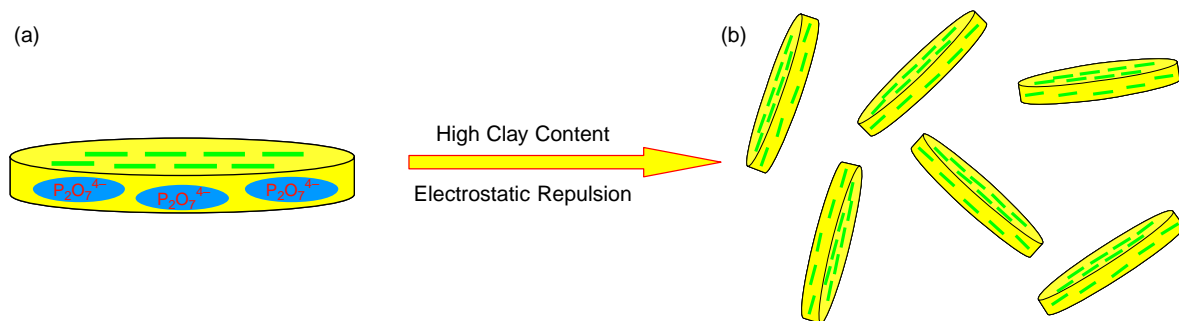 (a)
P₂O₇⁴⁻
P₂O₇⁴⁻
P₂O₇⁴⁻
High Clay Content
Electrostatic Repulsion
(b)